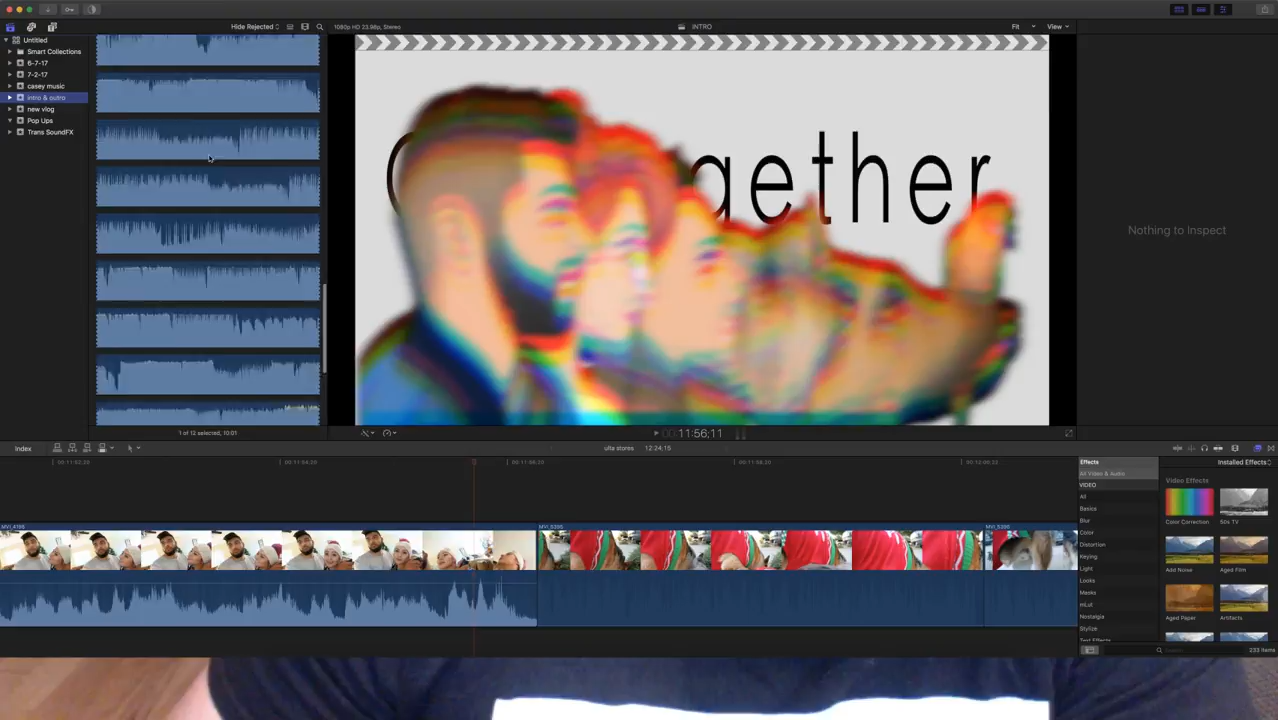 Hide Rejected
1080p HD 23.98p, Stereo
INTRO
Fit
View
Untitled
Smart Collections
6-7-17
7-2-17
casey music
intro & outro
new vlog
Pop Ups
Trans SoundFX
gether
Nothing to Inspect
1 of 12 selected, 10:01
00:11:56;11
Index
ulta stores
12:24;15
Effects
Installed Effects
All Video & Audio
VIDEO
All
Basics
Blur
Color
Distortion
Keying
Light
Looks
Masks
mLut
Nostalgia
Stylize
Text Effects
Video Effects
Color Correction
50s TV
Add Noise
Aged Film
Aged Paper
Artifacts
233 items